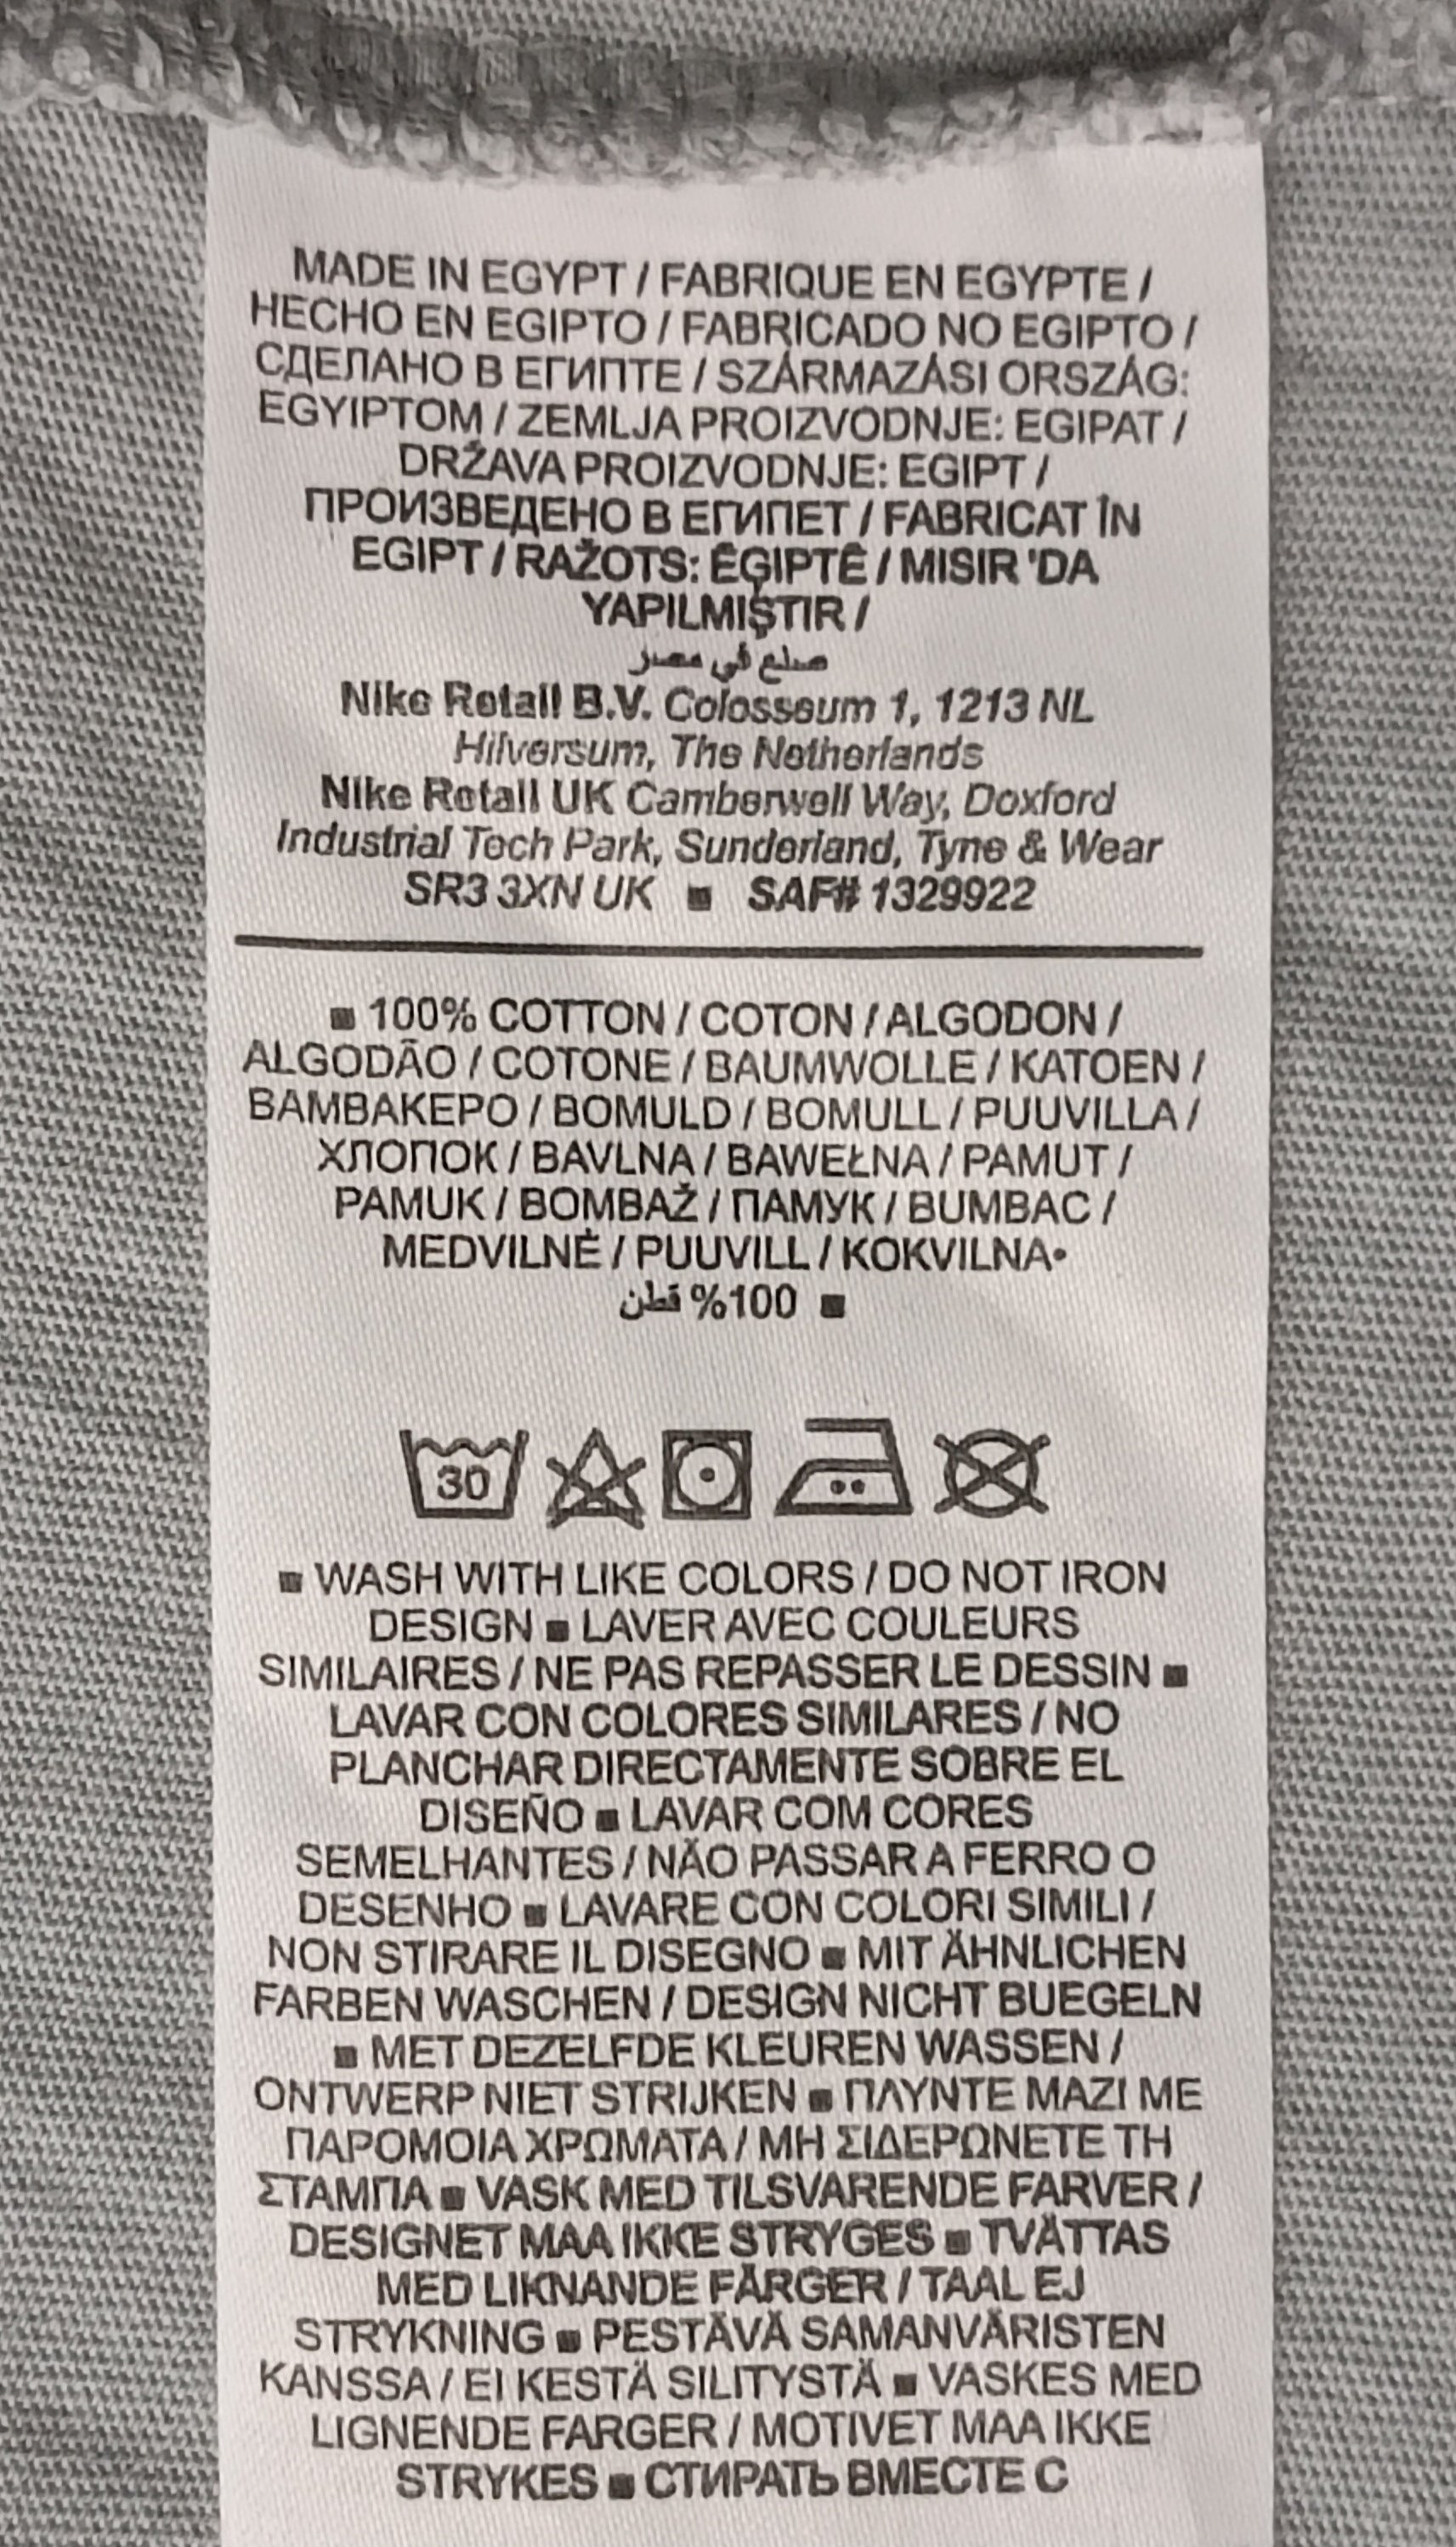 MADE IN EGYPT / FABRIQUE EN EGYPTE /
HECHO EN EGIPTO / FABRICADO NO EGIPTO /
СДЕЛАНО В ЕГИПТЕ / SZÁRMAZÁSI ORSZÁG:
EGYIPTOM / ZEMLJA PROIZVODNJE: EGIPAT /
DRŽAVA PROIZVODNJE: EGIPT /
ПРОИЗВЕДЕНО В ЕГИПЕТ / FABRICAT ÎN
EGIPT / RAŽOTS: ĒĢIPTĒ / MISIR 'DA
YAPILMIŞTIR /
صنع في مصر
Nike Retail B.V. Colosseum 1, 1213 NL
Hilversum, The Netherlands
Nike Retail UK Camberwell Way, Doxford
Industrial Tech Park, Sunderland, Tyne & Wear
SR3 3XN UK ■ SAF# 1329922
■ 100% COTTON / COTON / ALGODON /
ALGODÃO / COTONE / BAUMWOLLE / KATOEN /
ΒΑΜΒΑΚΕΡΟ / BOMULD / BOMULL / PUUVILLA /
ХЛОПОК / BAVLNA / BAWEŁNA / PAMUT /
PAMUK / BOMBAŽ / ПАМУК / BUMBAC /
MEDVILNĖ / PUUVILL / KOKVILNA•
■ 100% قطن
30
■ WASH WITH LIKE COLORS / DO NOT IRON
DESIGN ■ LAVER AVEC COULEURS
SIMILAIRES / NE PAS REPASSER LE DESSIN ■
LAVAR CON COLORES SIMILARES / NO
PLANCHAR DIRECTAMENTE SOBRE EL
DISEÑO ■ LAVAR COM CORES
SEMELHANTES / NÃO PASSAR A FERRO O
DESENHO ■ LAVARE CON COLORI SIMILI /
NON STIRARE IL DISEGNO ■ MIT ÄHNLICHEN
FARBEN WASCHEN / DESIGN NICHT BUEGELN
■ MET DEZELFDE KLEUREN WASSEN /
ONTWERP NIET STRIJKEN ■ ΠΛΥΝΤΕ ΜΑΖΙ ΜΕ
ΠΑΡΟΜΟΙΑ ΧΡΩΜΑΤΑ / ΜΗ ΣΙΔΕΡΩΝΕΤΕ ΤΗ
ΣΤΑΜΠΑ ■ VASK MED TILSVARENDE FARVER /
DESIGNET MAA IKKE STRYGES ■ TVÄTTAS
MED LIKNANDE FÄRGER / TAAL EJ
STRYKNING ■ PESTÄVÄ SAMANVÄRISTEN
KANSSA / EI KESTÄ SILITYSTÄ ■ VASKES MED
LIGNENDE FARGER / MOTIVET MAA IKKE
STRYKES ■ СТИРАТЬ ВМЕСТЕ С